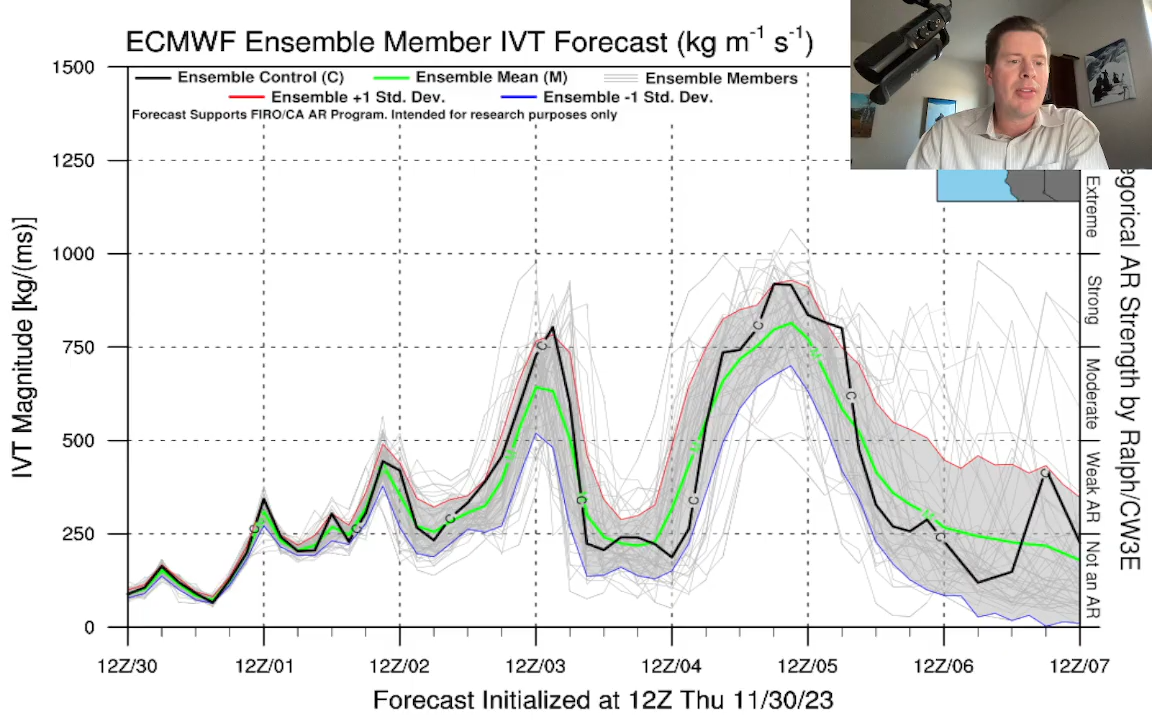 ECMWF Ensemble Member IVT Forecast (kg m⁻¹ s⁻¹)
Ensemble Control (C) Ensemble Mean (M) Ensemble Members
Ensemble +1 Std. Dev. Ensemble -1 Std. Dev.
Forecast Supports FIRO/CA AR Program. Intended for research purposes only
IVT Magnitude [kg/(ms)]
1500
1250
1000
750
500
250
0
C C C C C C C C C C
M M M M
Extreme
Strong
Moderate
Weak AR
Not an AR
egorical AR Strength by Ralph/CW3E
12Z/30 12Z/01 12Z/02 12Z/03 12Z/04 12Z/05 12Z/06 12Z/07
Forecast Initialized at 12Z Thu 11/30/23